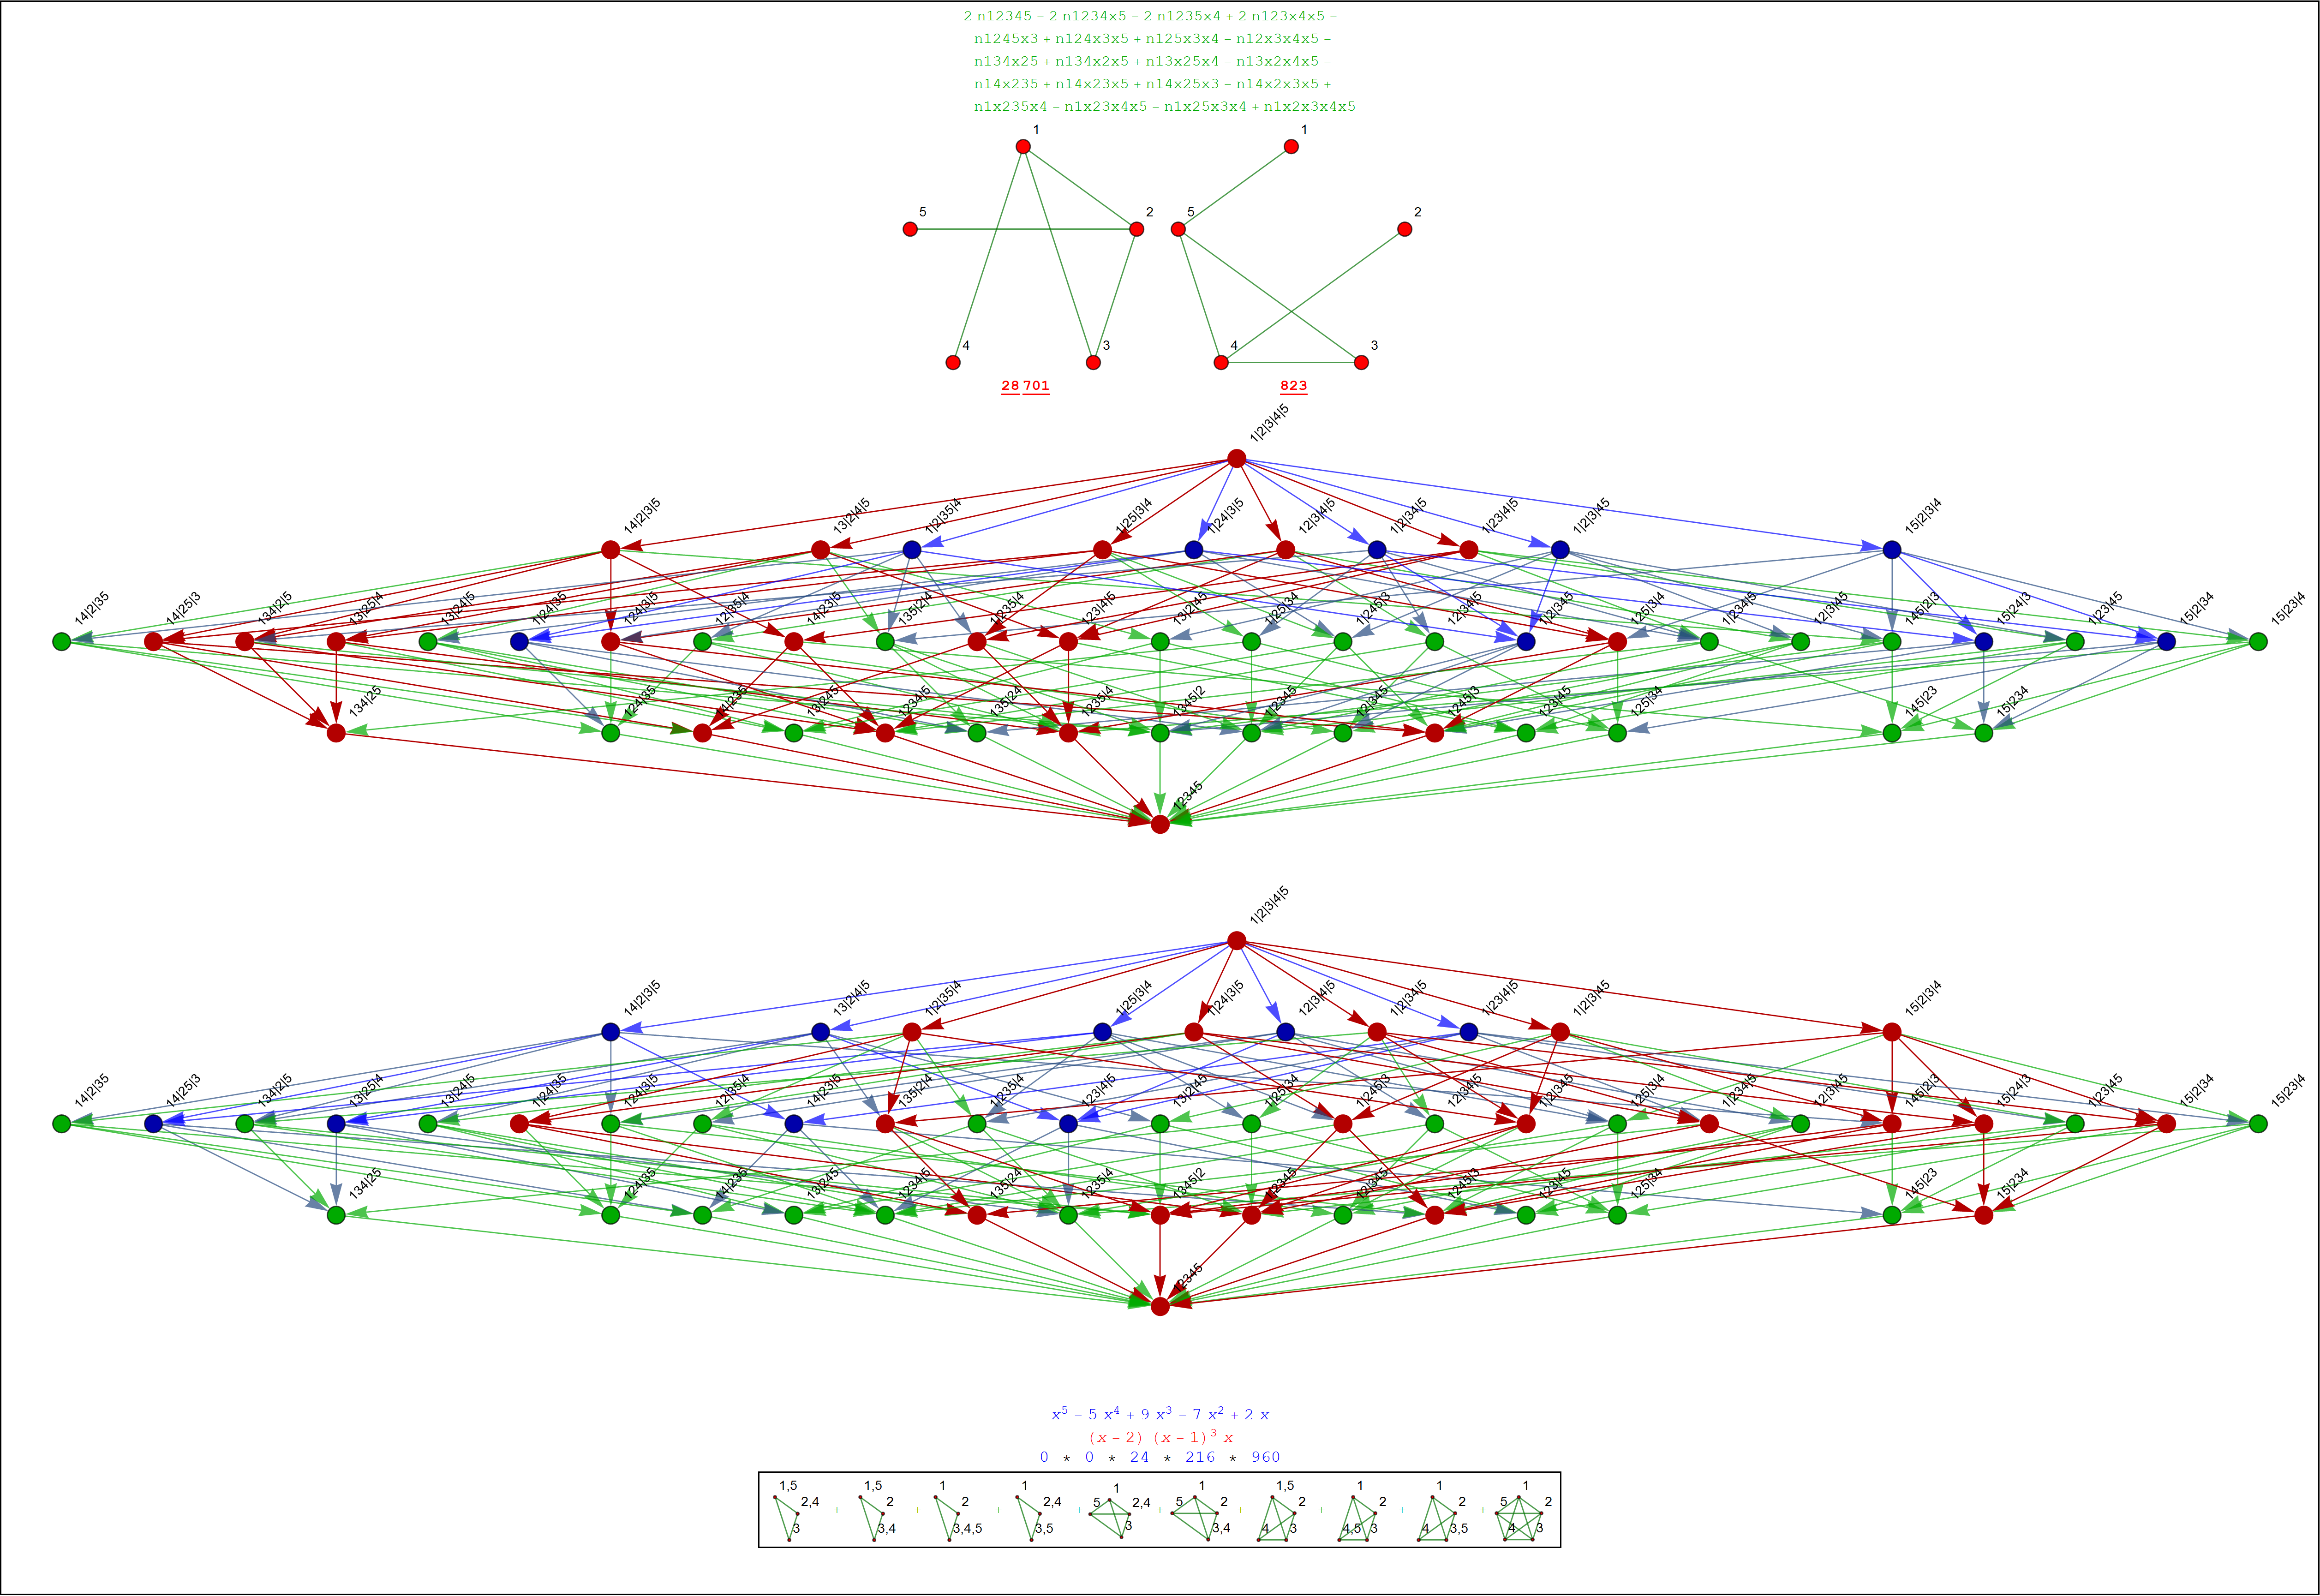 2 n12345 − 2 n1234x5 − 2 n1235x4 + 2 n123x4x5 −
n1245x3 + n124x3x5 + n125x3x4 − n12x3x4x5 −
n134x25 + n134x2x5 + n13x25x4 − n13x2x4x5 −
n14x235 + n14x23x5 + n14x25x3 − n14x2x3x5 +
n1x235x4 − n1x23x4x5 − n1x25x3x4 + n1x2x3x4x5
1 1
5 2 5 2
4 3 4 3
28 701 823
1|2|3|4|5
14|2|3|5 13|2|4|5 1|2|35|4 1|25|3|4 1|24|3|5 12|3|4|5 1|2|34|5 1|23|4|5 1|2|3|45 15|2|3|4
14|2|35 14|25|3 134|2|5 13|25|4 13|24|5 1|24|35 124|3|5 12|35|4 14|23|5 135|2|4 1|235|4 123|4|5 13|2|45 1|25|34 1|245|3 12|34|5 1|2|345 125|3|4 1|234|5 12|3|45 145|2|3 15|24|3 1|23|45 15|2|34 15|23|4
134|25 124|35 14|235 13|245 1234|5 135|24 1235|4 1345|2 1|2345 12|345 1245|3 123|45 125|34 145|23 15|234
12345
1|2|3|4|5
14|2|3|5 13|2|4|5 1|2|35|4 1|25|3|4 1|24|3|5 12|3|4|5 1|2|34|5 1|23|4|5 1|2|3|45 15|2|3|4
14|2|35 14|25|3 134|2|5 13|25|4 13|24|5 1|24|35 124|3|5 12|35|4 14|23|5 135|2|4 1|235|4 123|4|5 13|2|45 1|25|34 1|245|3 12|34|5 1|2|345 125|3|4 1|234|5 12|3|45 145|2|3 15|24|3 1|23|45 15|2|34 15|23|4
134|25 124|35 14|235 13|245 1234|5 135|24 1235|4 1345|2 1|2345 12|345 1245|3 123|45 125|34 145|23 15|234
12345
x⁵ − 5 x⁴ + 9 x³ − 7 x² + 2 x
(x − 2) (x − 1)³ x
0 * 0 * 24 * 216 * 960
1,5 2,4 3 + 1,5 2 3,4 + 1 2 3,4,5 + 1 2,4 3,5 + 1 5 2,4 3 + 1 5 2 3,4 + 1,5 2 4 3 + 1 2 4,5 3 + 1 2 4 3,5 + 1 5 2 4 3